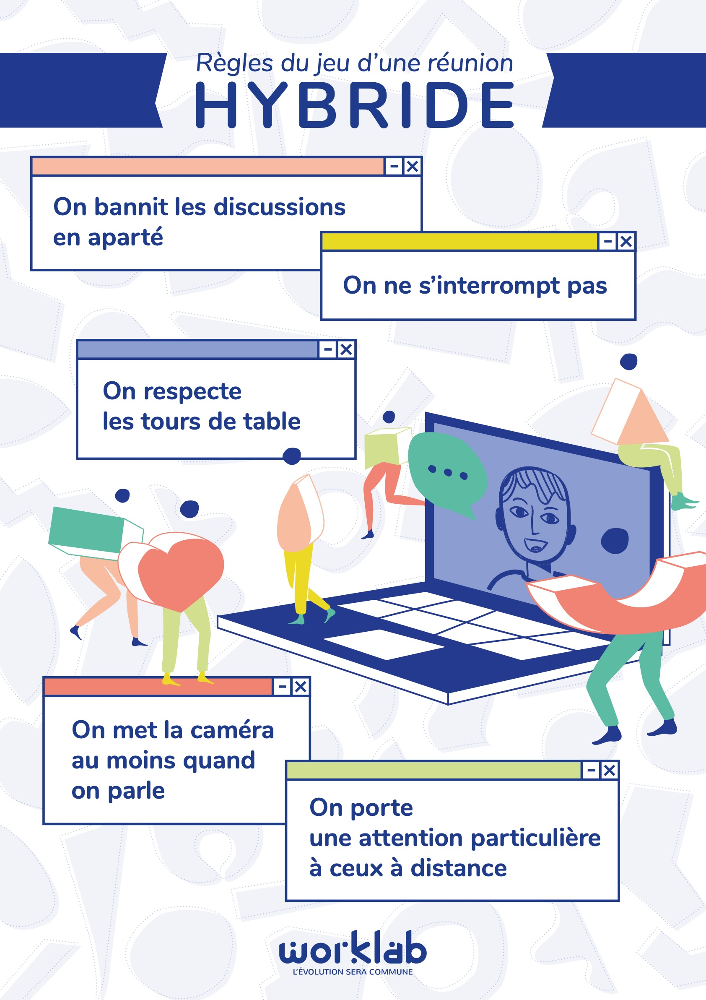 Règles du jeu d’une réunion
HYBRIDE
On bannit les discussions
en aparté
On ne s’interrompt pas
On respecte
les tours de table
On met la caméra
au moins quand
on parle
On porte
une attention particulière
à ceux à distance
worklab
L’ÉVOLUTION SERA COMMUNE